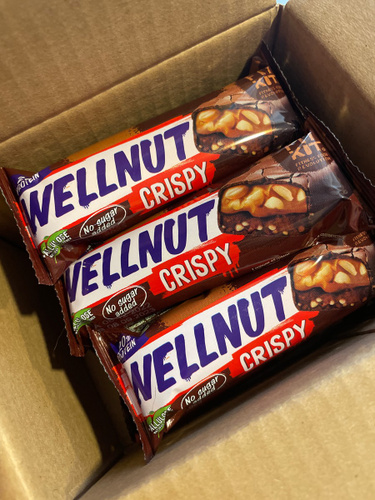 WELLNUT
CRISPY
No sugar
added
WELLNUT
CRISPY
No sugar
added
WELLNUT
CRISPY
No sugar
added